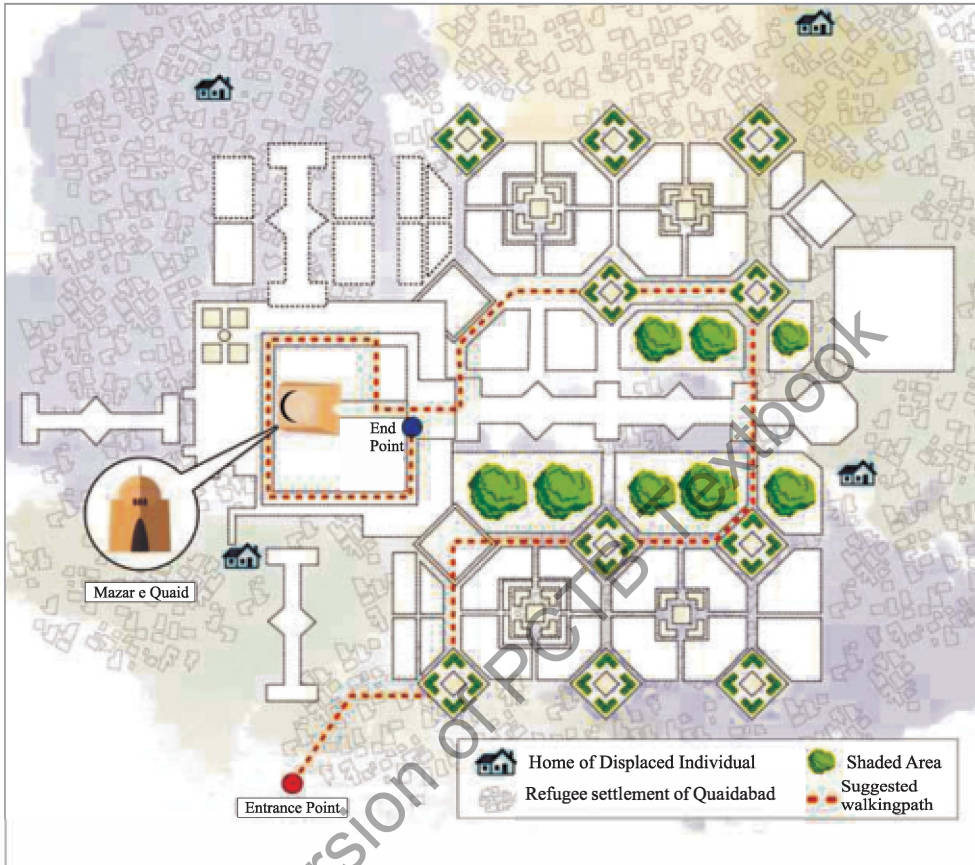 End
Point
Mazar e Quaid
Entrance Point
Home of Displaced Individual
Refugee settlement of Quaidabad
Shaded Area
Suggested
walkingpath
rsion of PCTB Textbook